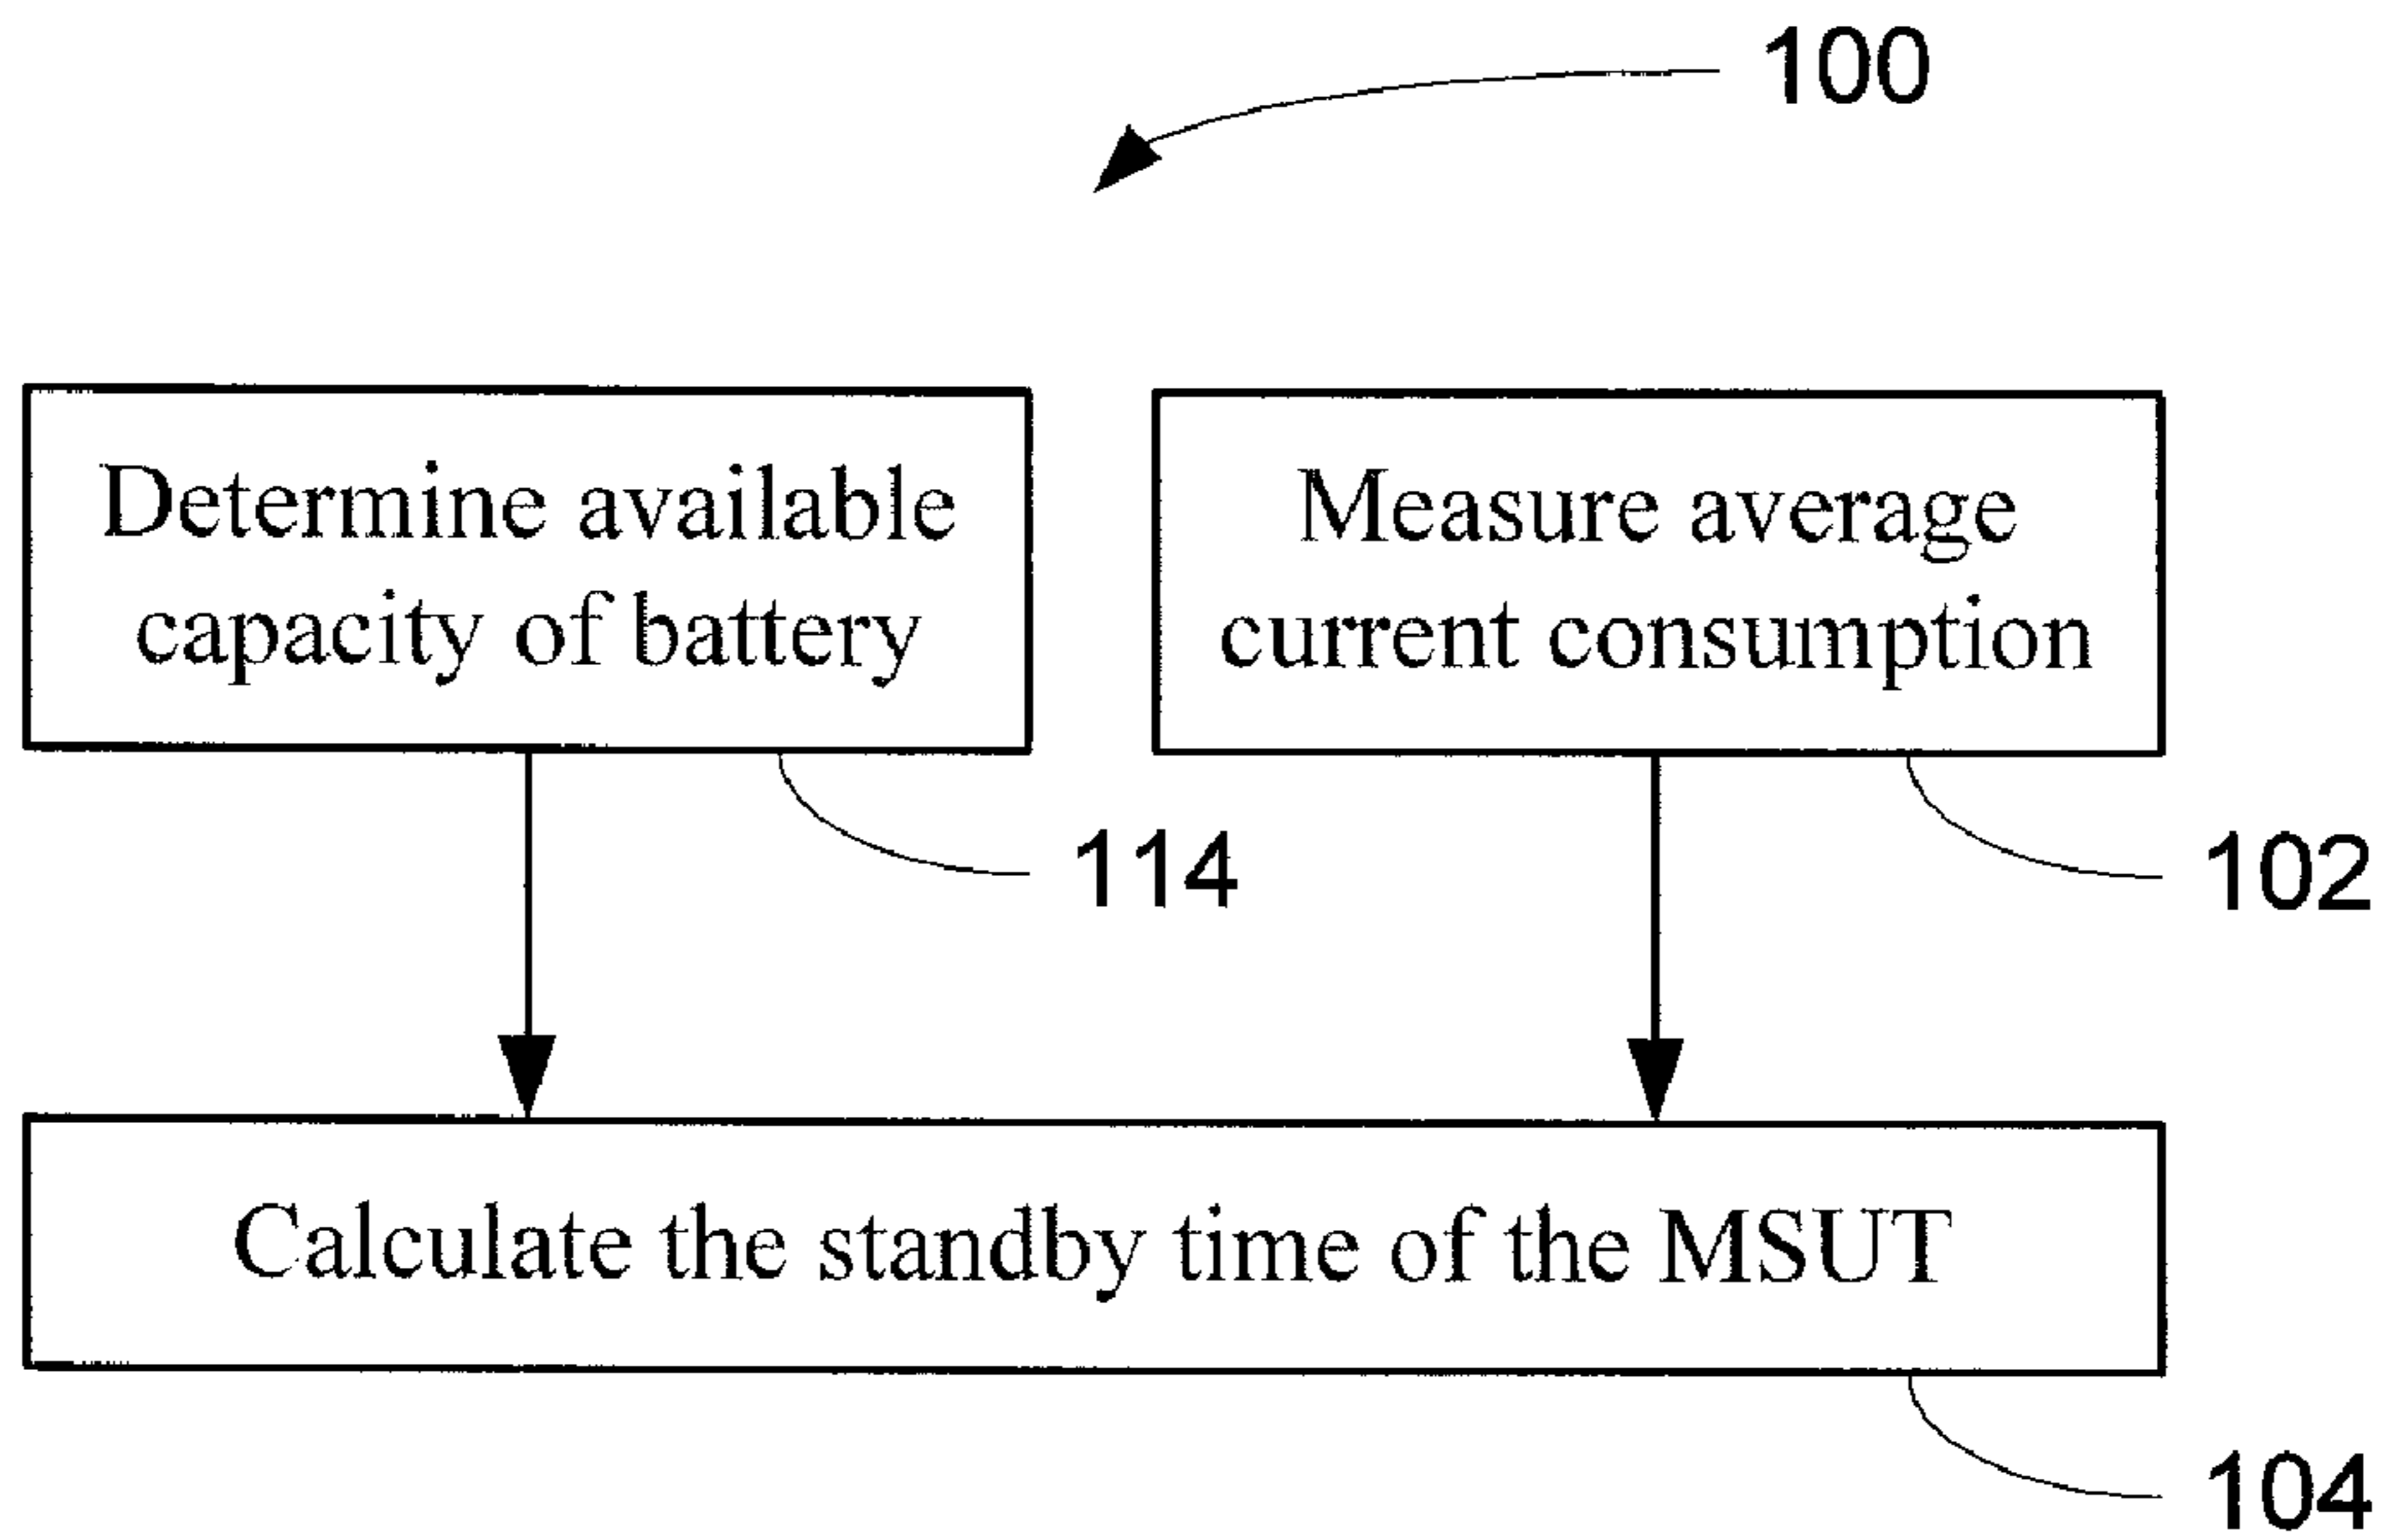 100
Determine available
capacity of battery
Measure average
current consumption
114
102
Calculate the standby time of the MSUT
104